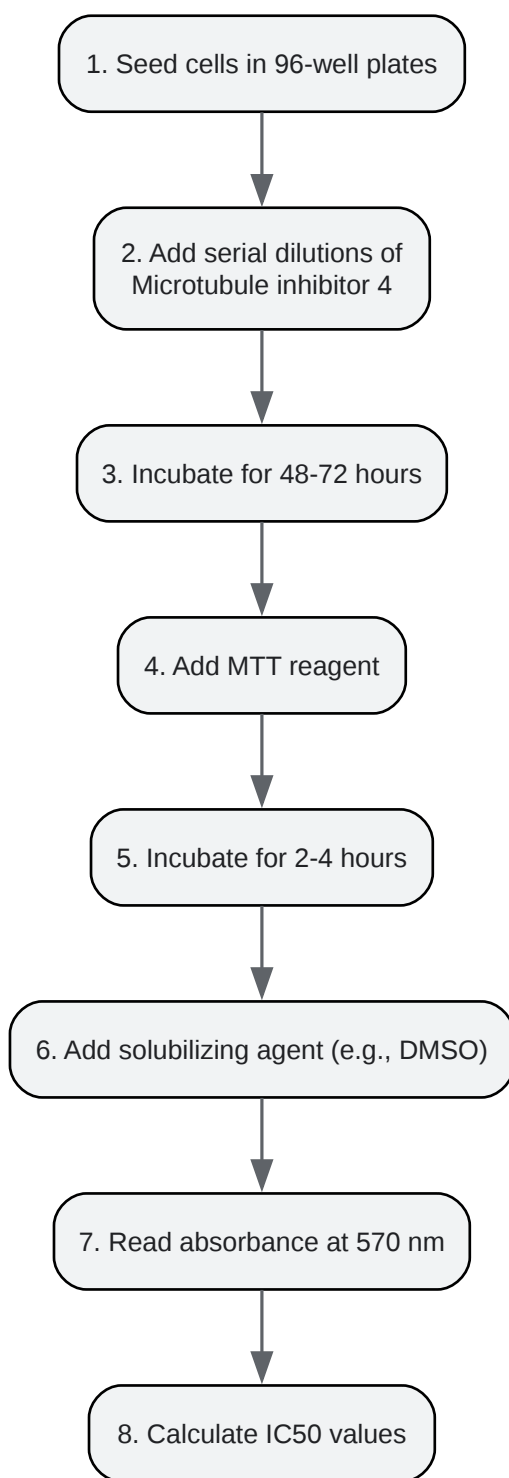 1. Seed cells in 96-well plates
2. Add serial dilutions of
Microtubule inhibitor 4
3. Incubate for 48-72 hours
4. Add MTT reagent
5. Incubate for 2-4 hours
6. Add solubilizing agent (e.g., DMSO)
7. Read absorbance at 570 nm
8. Calculate IC50 values